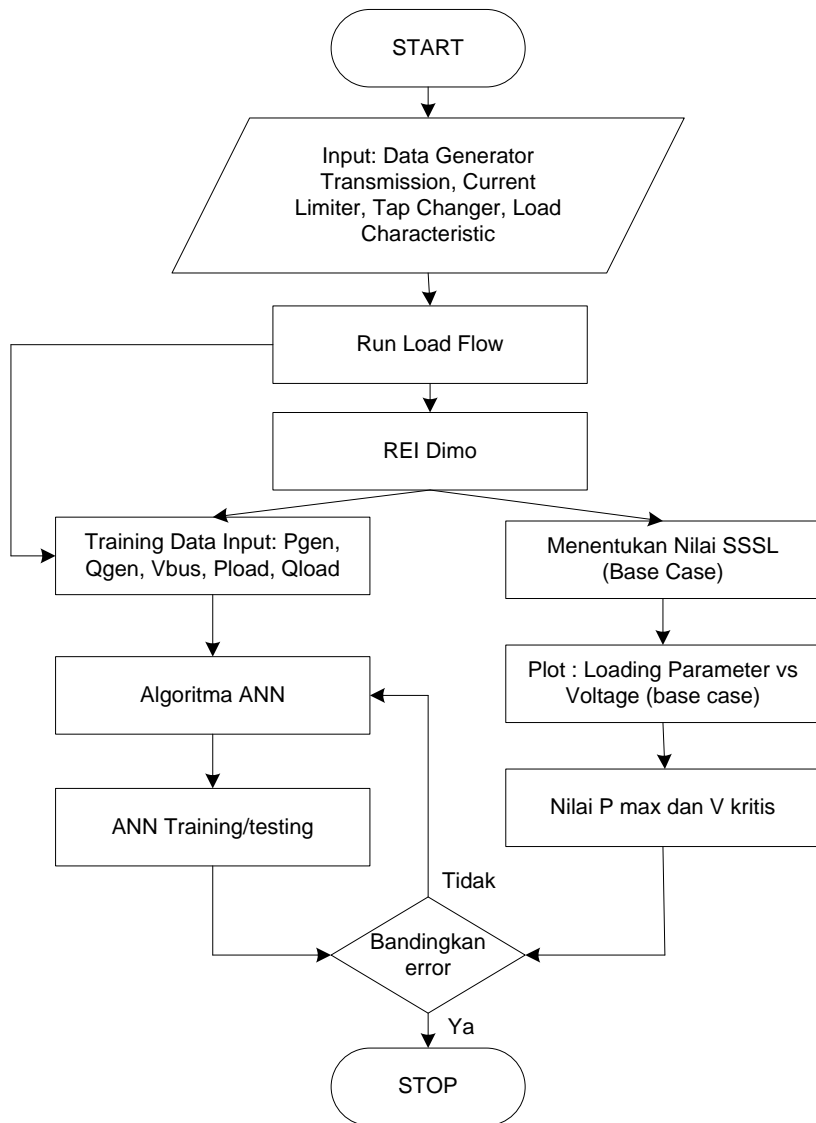 START
Input: Data Generator
Transmission, Current
Limiter, Tap Changer, Load
Characteristic
Run Load Flow
REI Dimo
Training Data Input: Pgen,
Qgen, Vbus, Pload, Qload
Menentukan Nilai SSSL
(Base Case)
Algoritma ANN
Plot : Loading Parameter vs
Voltage (base case)
ANN Training/testing
Nilai P max dan V kritis
Tidak
Bandingkan
error
Ya
STOP